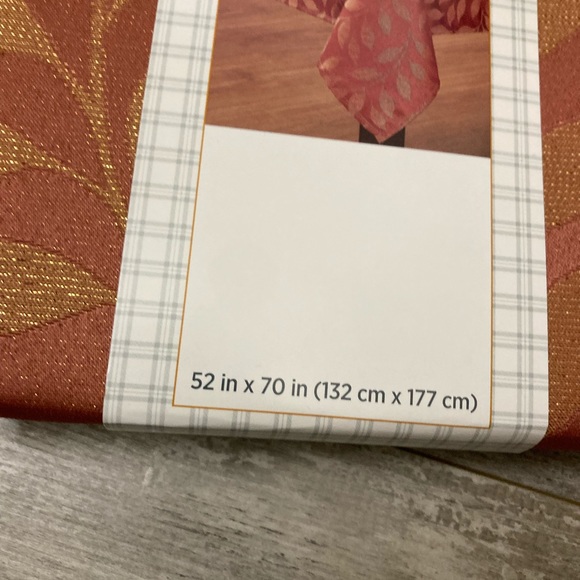 52 in x 70 in (132 cm x 177 cm)